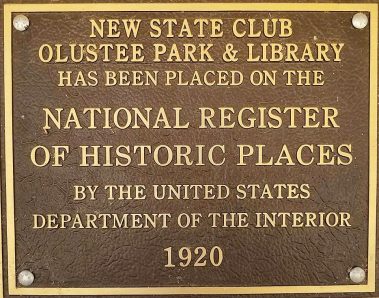 NEW STATE CLUB
OLUSTEE PARK & LIBRARY
HAS BEEN PLACED ON THE
NATIONAL REGISTER
OF HISTORIC PLACES
BY THE UNITED STATES
DEPARTMENT OF THE INTERIOR
1920